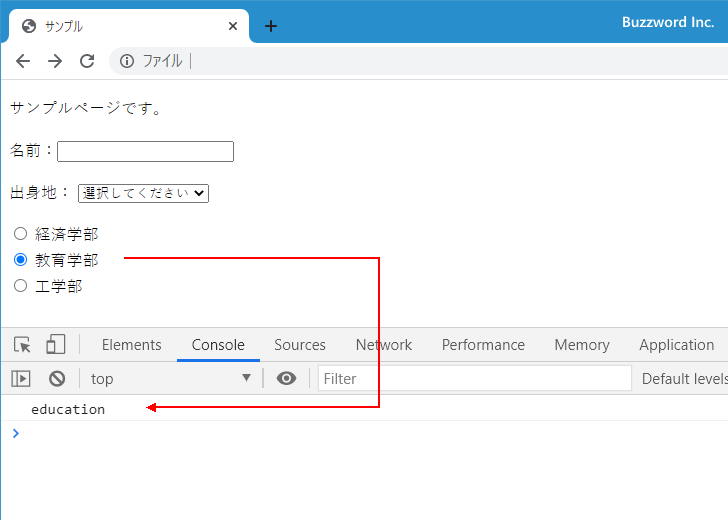 サンプル
Buzzword Inc.
ファイル
サンプルページです。
名前：
出身地： 選択してください
経済学部
教育学部
工学部
Elements Console Sources Network Performance Memory Application
top Filter Default levels
education